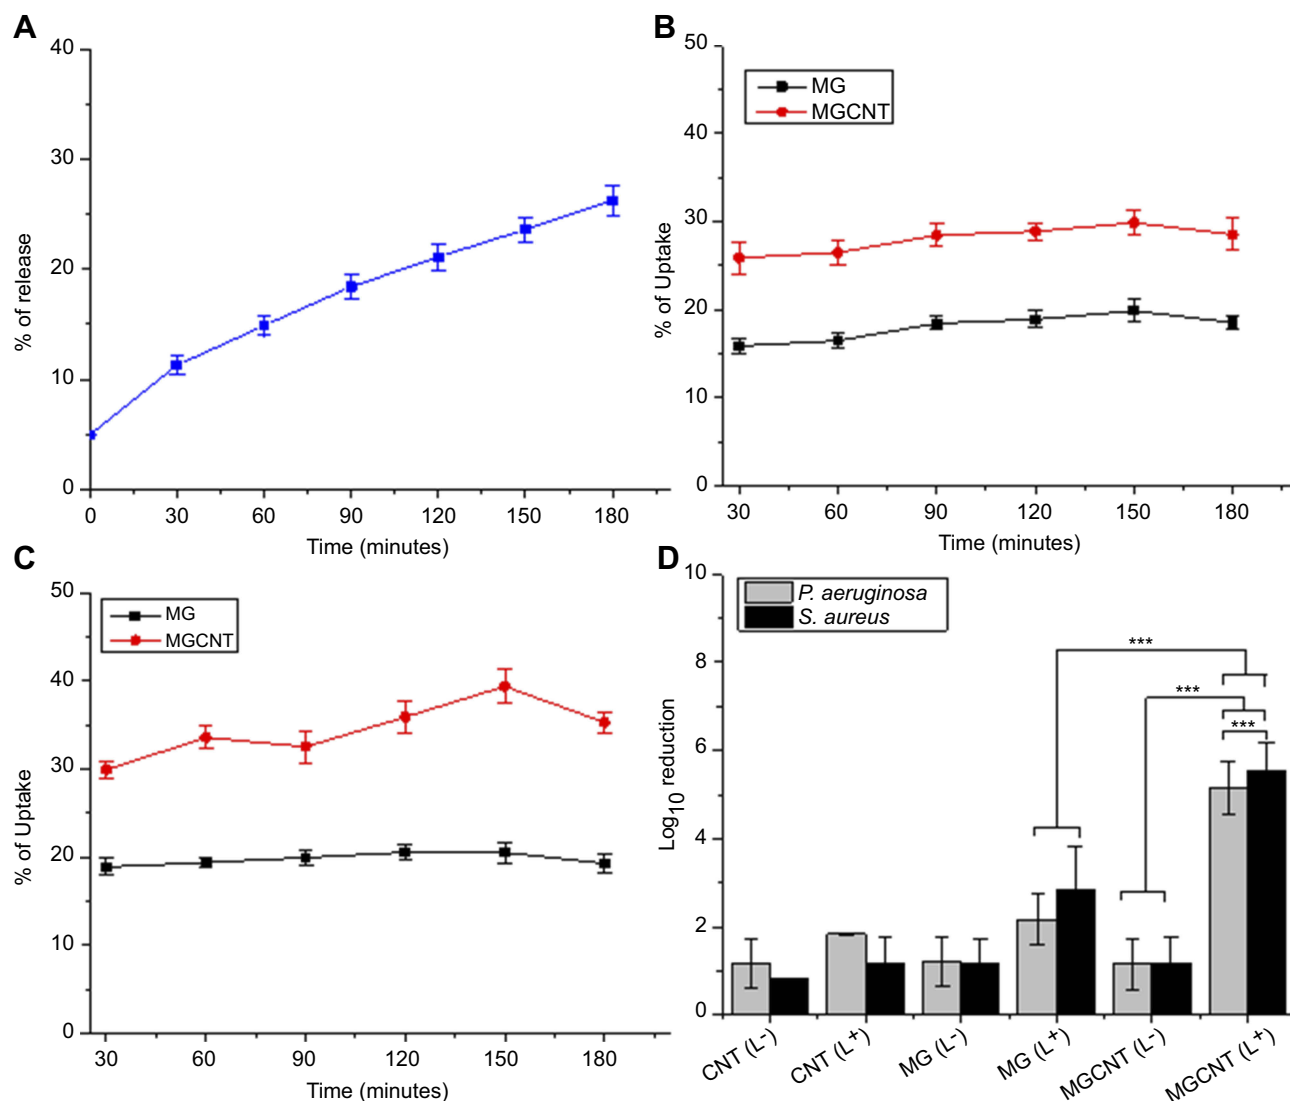 A
40
30
20
10
0
% of release
0 30 60 90 120 150 180
Time (minutes)
B
50
40
30
20
10
0
% of Uptake
MG
MGCNT
30 60 90 120 150 180
Time (minutes)
C
50
40
30
20
10
0
% of Uptake
MG
MGCNT
30 60 90 120 150 180
Time (minutes)
D
10
8
6
4
2
0
Log10 reduction
P. aeruginosa
S. aureus
***
***
***
CNT (L-)
CNT (L+)
MG (L-)
MG (L+)
MGCNT (L-)
MGCNT (L+)